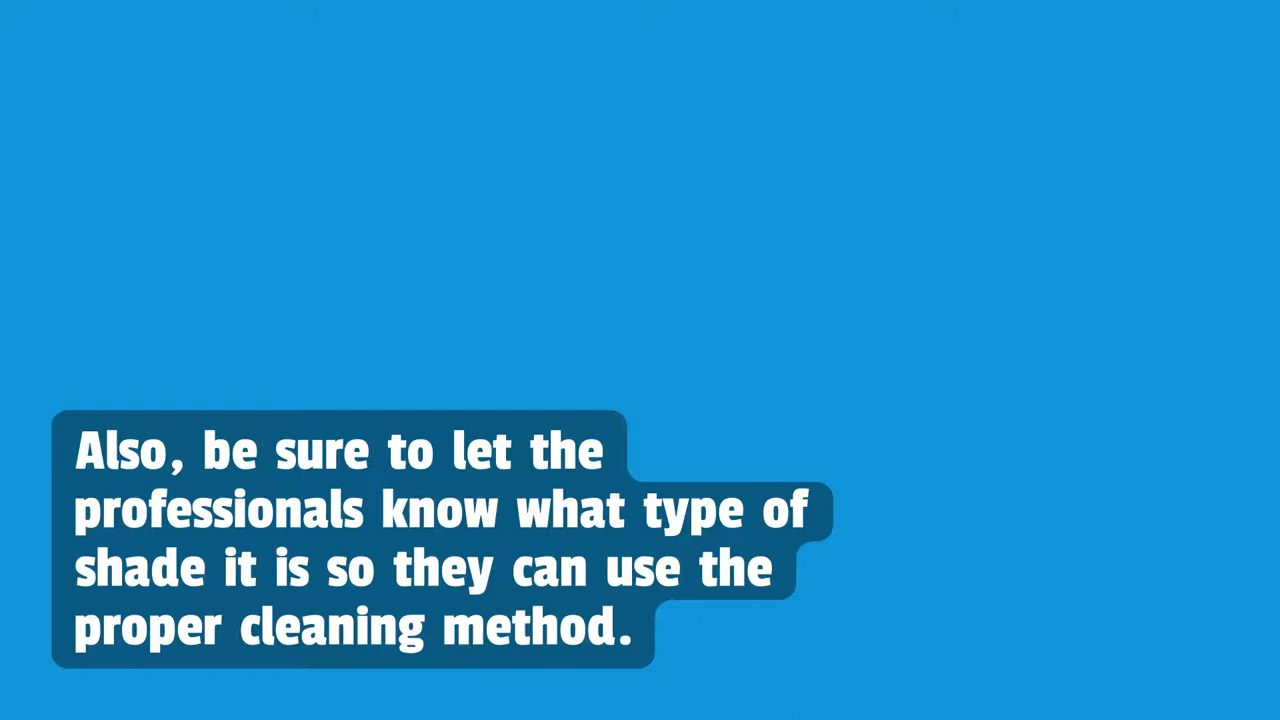 Also, be sure to let the
professionals know what type of
shade it is so they can use the
proper cleaning method.